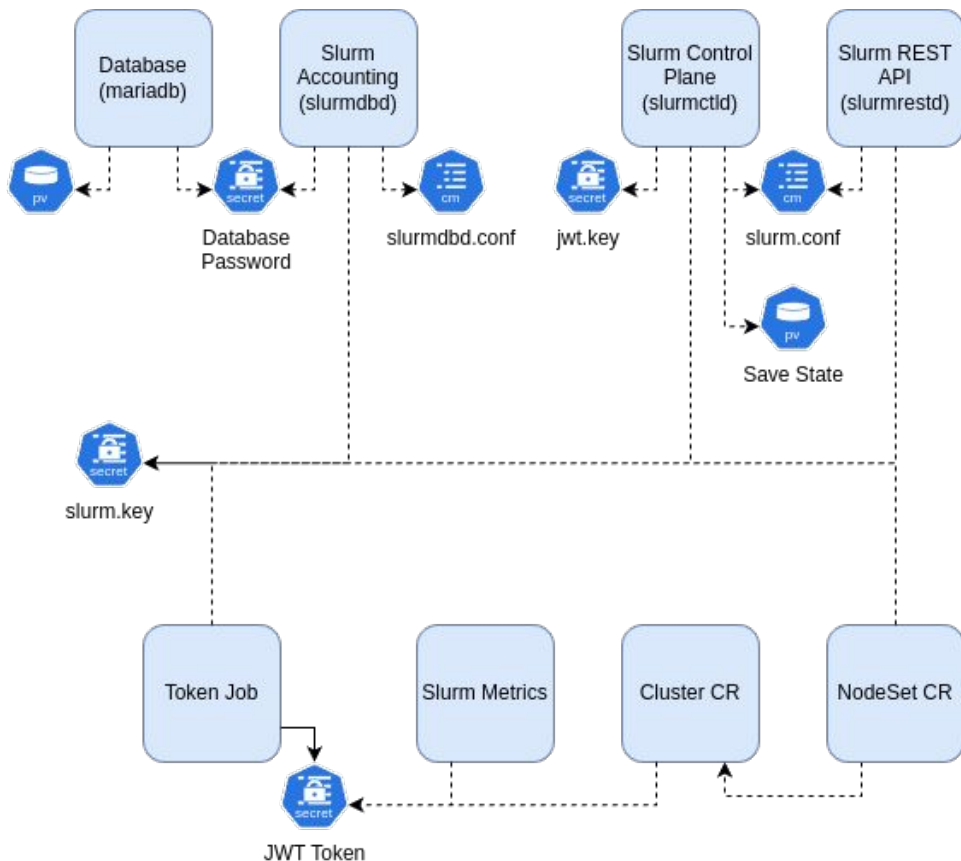 Database
(mariadb)
Slurm
Accounting
(slurmdbd)
Slurm Control
Plane
(slurmctld)
Slurm REST
API
(slurmrestd)
pv
secret
cm
secret
cm
Database
Password
slurmdbd.conf
jwt.key
slurm.conf
pv
Save State
secret
slurm.key
Token Job
Slurm Metrics
Cluster CR
NodeSet CR
secret
JWT Token